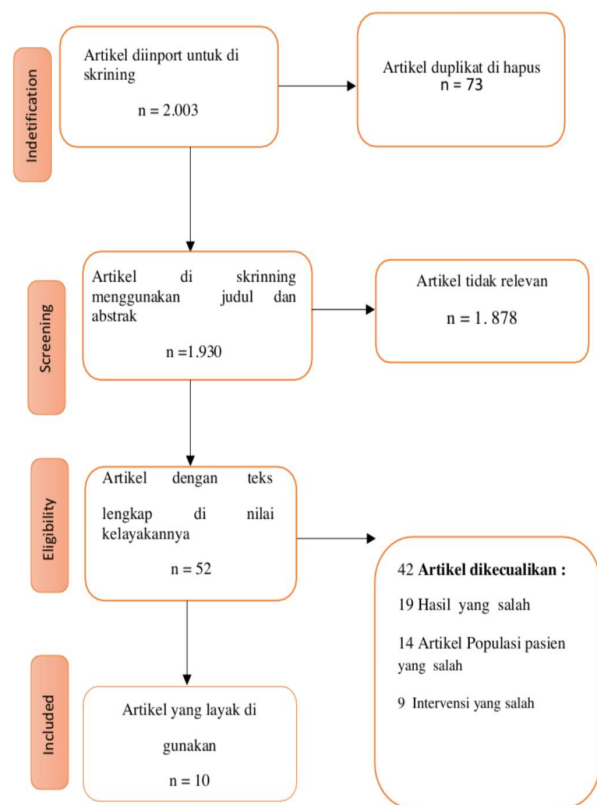 Indetification
Artikel diinport untuk di
skrining
n = 2.003
Artikel duplikat di hapus
n = 73
Screening
Artikel di skrinning
menggunakan judul dan
abstrak
n =1.930
Artikel tidak relevan
n = 1. 878
Eligibility
Artikel dengan teks
lengkap di nilai
kelayakannya
n = 52
42 Artikel dikecualikan :
19 Hasil yang salah
14 Artikel Populasi pasien
yang salah
9 Intervensi yang salah
Included
Artikel yang layak di
gunakan
n = 10